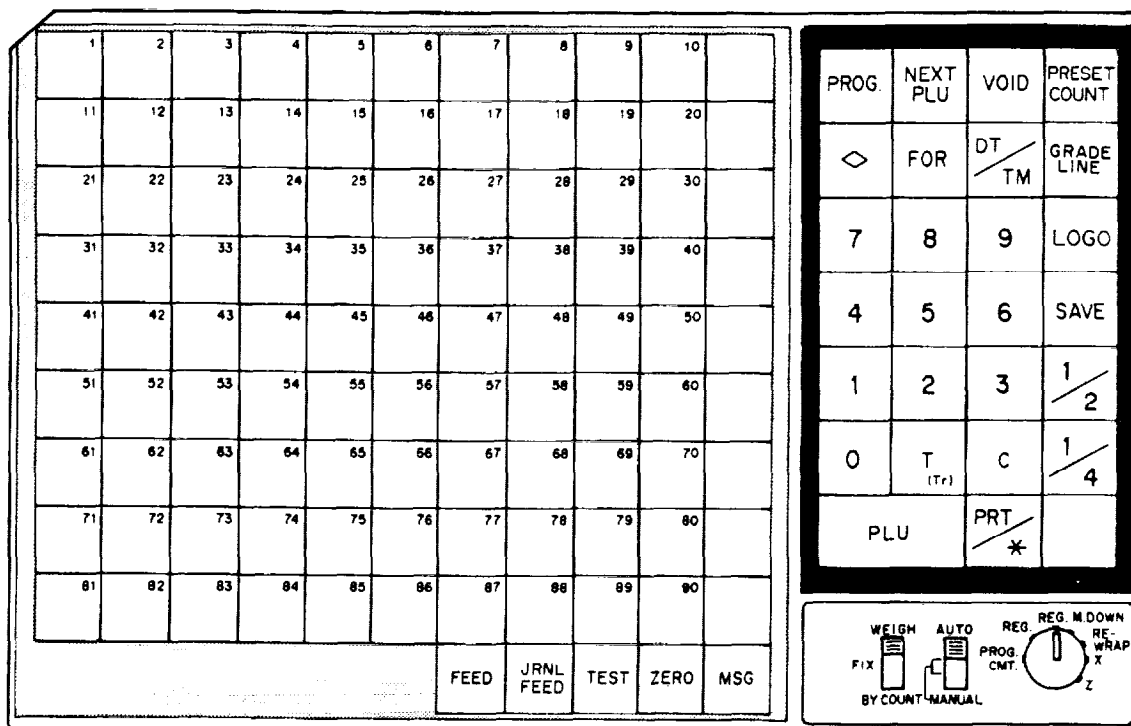 1 2 3 4 5 6 7 8 9 10
11 12 13 14 15 16 17 18 19 20
21 22 23 24 25 26 27 28 29 30
31 32 33 34 35 36 37 38 39 40
41 42 43 44 45 46 47 48 49 50
51 52 53 54 55 56 57 58 59 60
61 62 63 64 65 66 67 68 69 70
71 72 73 74 75 76 77 78 79 80
81 82 83 84 85 86 87 88 89 90
FEED JRNL FEED TEST ZERO MSG
PROG. NEXT PLU VOID PRESET COUNT
◇ FOR DT/TM GRADE LINE
7 8 9 LOGO
4 5 6 SAVE
1 2 3 1/2
0 T (Tr) C 1/4
PLU PRT/*
WEIGH AUTO
FIX
BY COUNT MANUAL
REG. REG. M.DOWN
PROG. CMT. RE-WRAP
X
Z